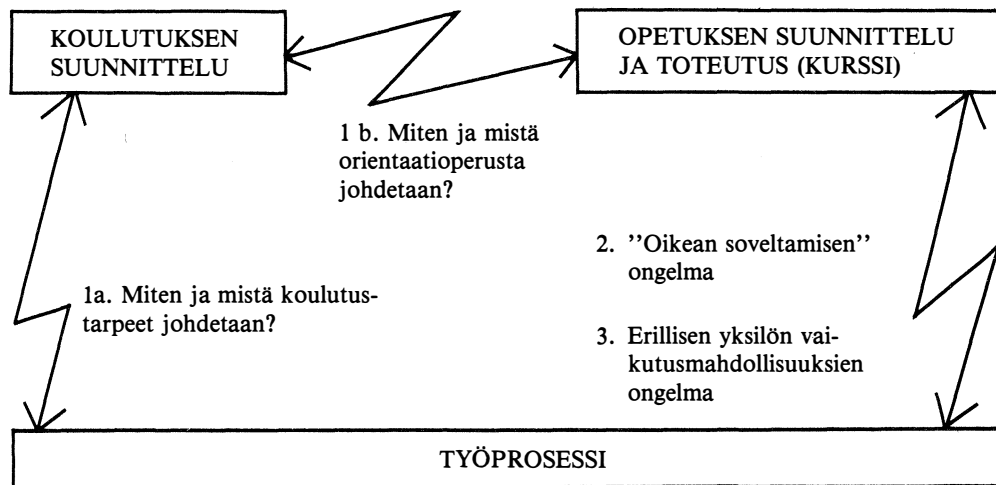 KOULUTUKSEN
SUUNNITTELU
OPETUKSEN SUUNNITTELU
JA TOTEUTUS (KURSSI)
1 b. Miten ja mistä
orientaatioperusta
johdetaan?
1a. Miten ja mistä koulutus-
tarpeet johdetaan?
2. ’’Oikean soveltamisen’’
ongelma
3. Erillisen yksilön vai-
kutusmahdollisuuksien
ongelma
TYÖPROSESSI